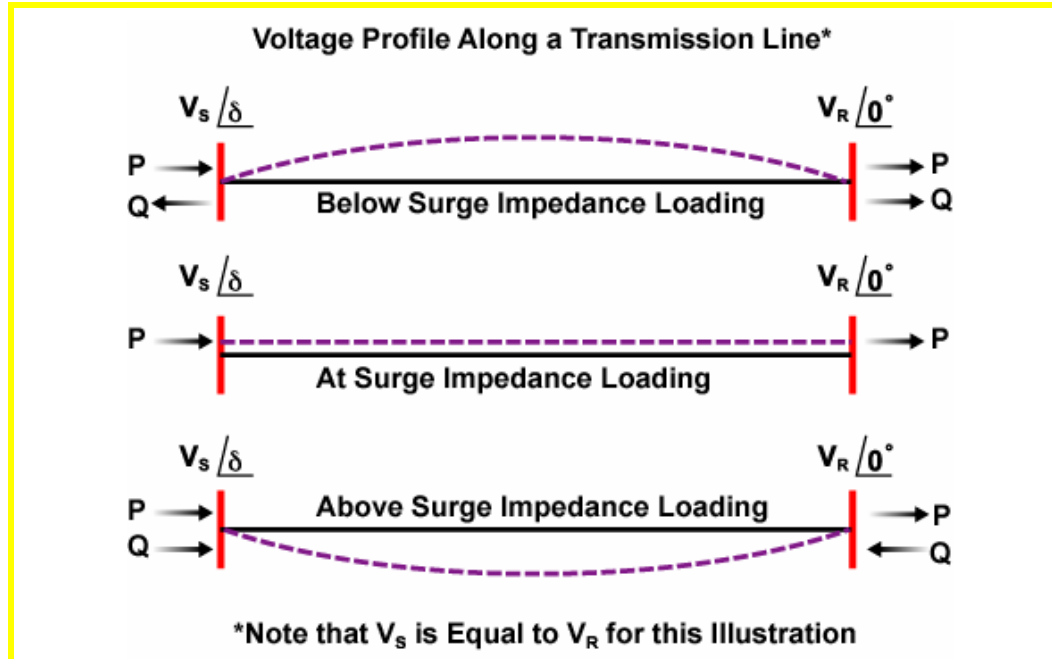 Voltage Profile Along a Transmission Line*
Vs/δ VR/0°
P P
Q Q
Below Surge Impedance Loading
Vs/δ VR/0°
P P
At Surge Impedance Loading
Vs/δ VR/0°
Above Surge Impedance Loading
P P
Q Q
*Note that Vs is Equal to VR for this Illustration